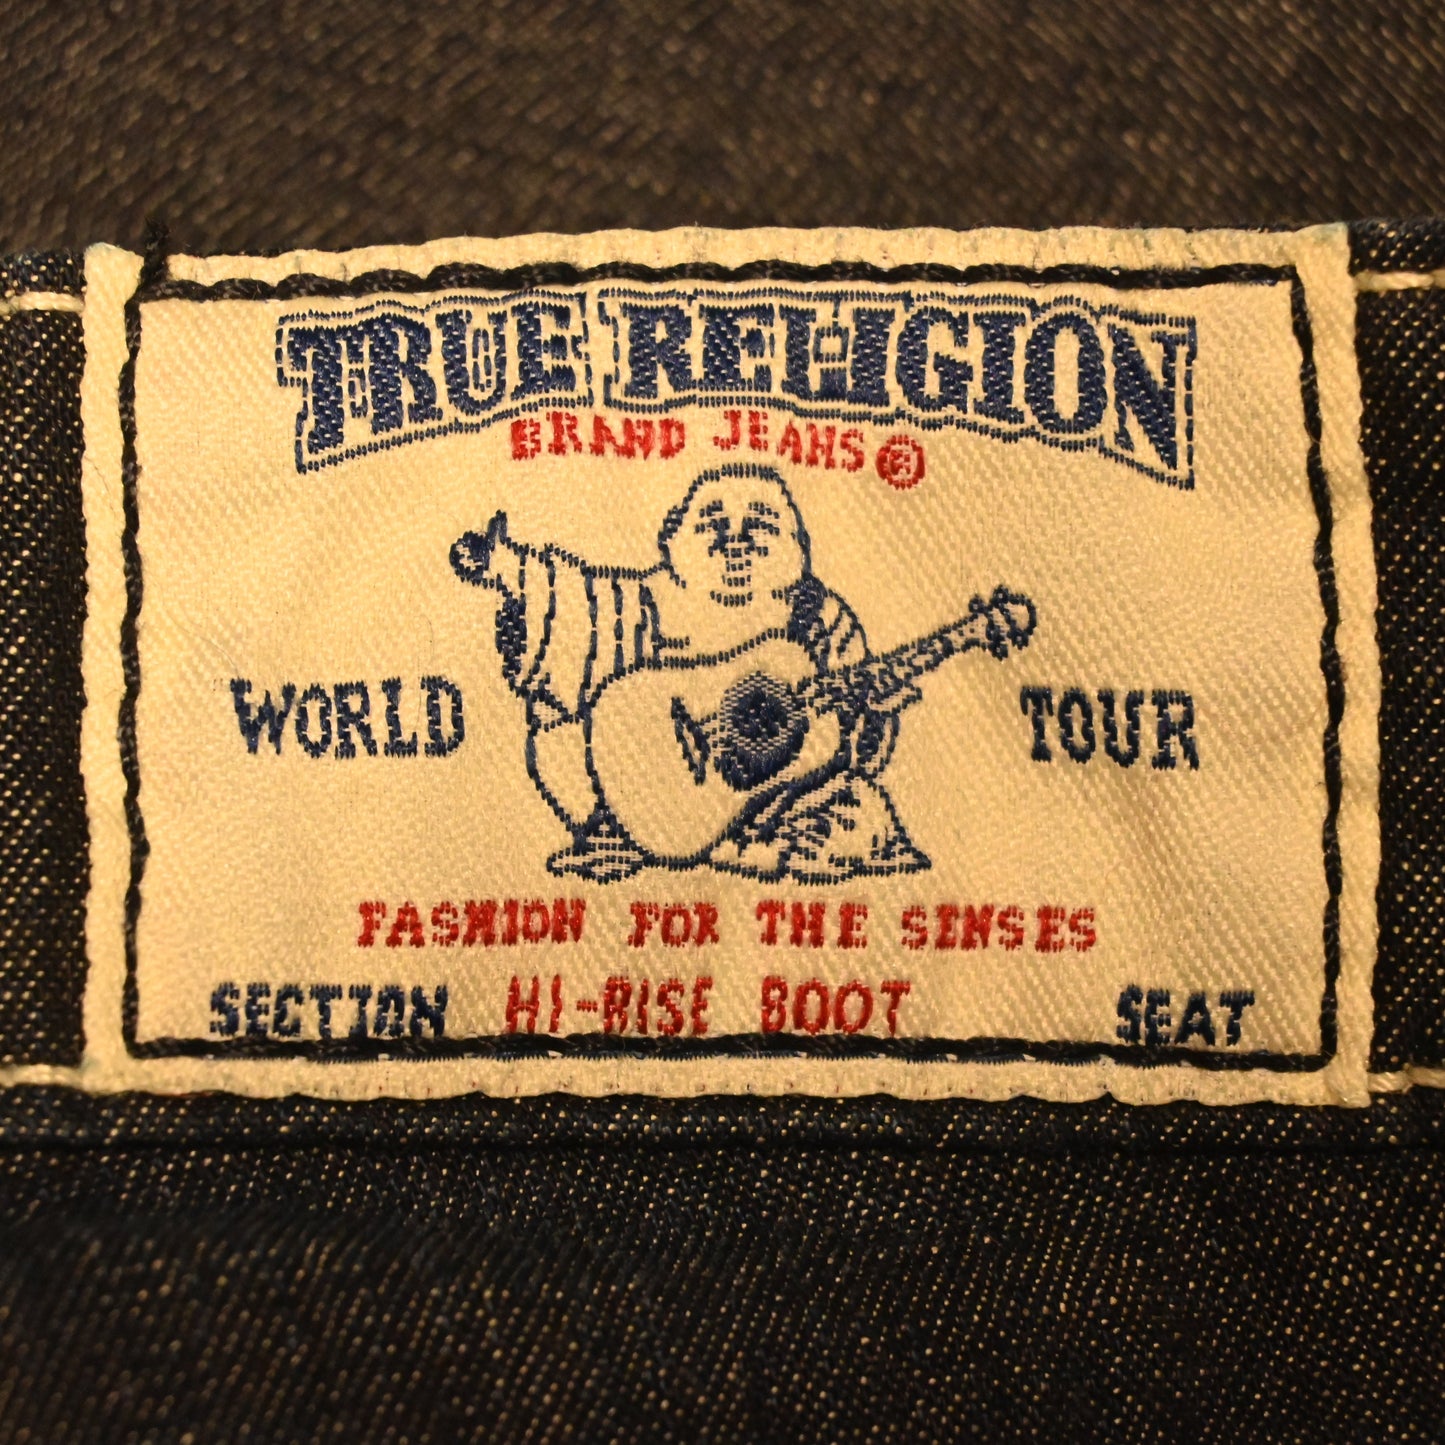 TRUE RELIGION
BRAND JEANS®
WORLD TOUR
FASHION FOR THE SENSES
SECTION HI-RISE BOOT SEAT